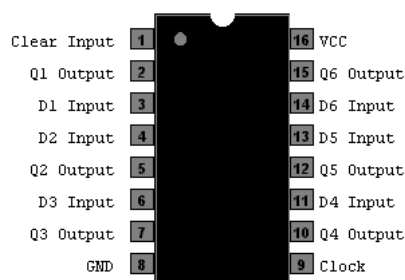 Clear Input 1 16 VCC
Q1 Output 2 15 Q6 Output
D1 Input 3 14 D6 Input
D2 Input 4 13 D5 Input
Q2 Output 5 12 Q5 Output
D3 Input 6 11 D4 Input
Q3 Output 7 10 Q4 Output
GND 8 9 Clock